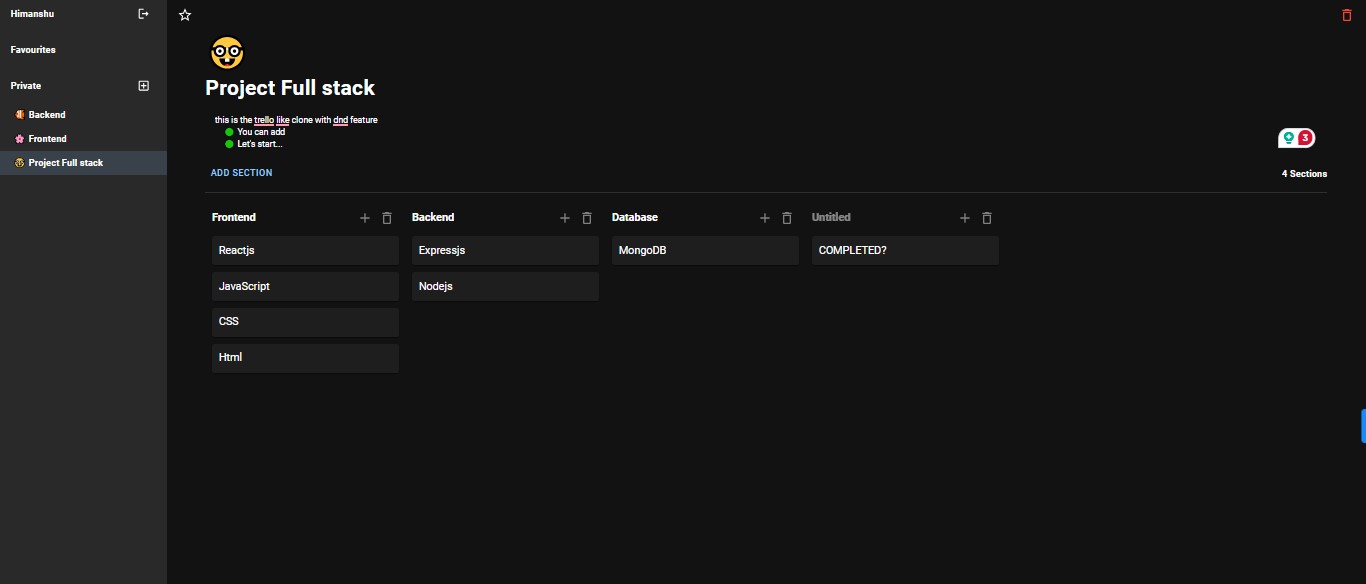 Himanshu
Favourites
Private
Backend
Frontend
Project Full stack
Project Full stack
this is the trello like clone with dnd feature
You can add
Let's start...
3
ADD SECTION
4 Sections
Frontend
Reactjs
JavaScript
CSS
Html
Backend
Expressjs
Nodejs
Database
MongoDB
Untitled
COMPLETED?